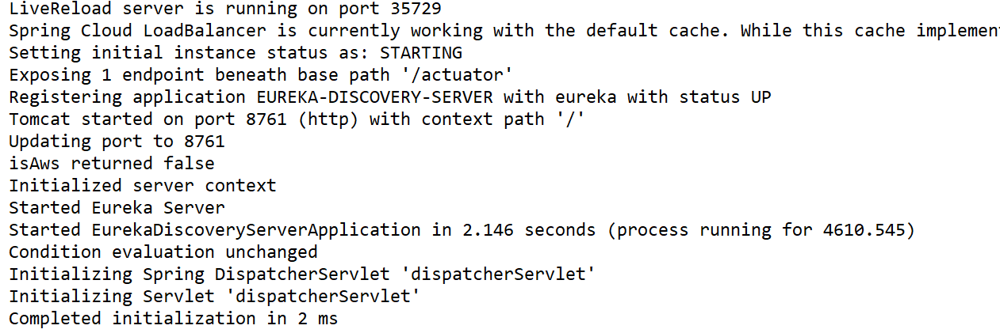 LiveReload server is running on port 35729
Spring Cloud LoadBalancer is currently working with the default cache. While this cache implemen
Setting initial instance status as: STARTING
Exposing 1 endpoint beneath base path '/actuator'
Registering application EUREKA-DISCOVERY-SERVER with eureka with status UP
Tomcat started on port 8761 (http) with context path '/'
Updating port to 8761
isAws returned false
Initialized server context
Started Eureka Server
Started EurekaDiscoveryServerApplication in 2.146 seconds (process running for 4610.545)
Condition evaluation unchanged
Initializing Spring DispatcherServlet 'dispatcherServlet'
Initializing Servlet 'dispatcherServlet'
Completed initialization in 2 ms